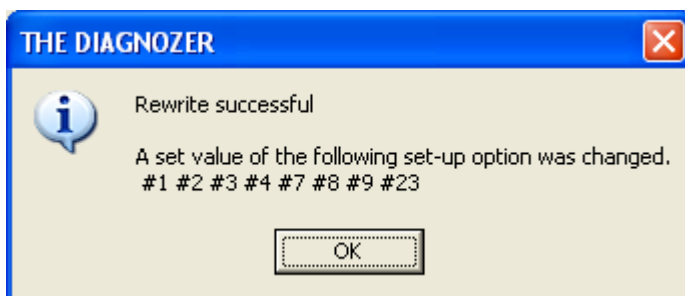 THE DIAGNOZER
Rewrite successful
A set value of the following set-up option was changed.
#1 #2 #3 #4 #7 #8 #9 #23
OK